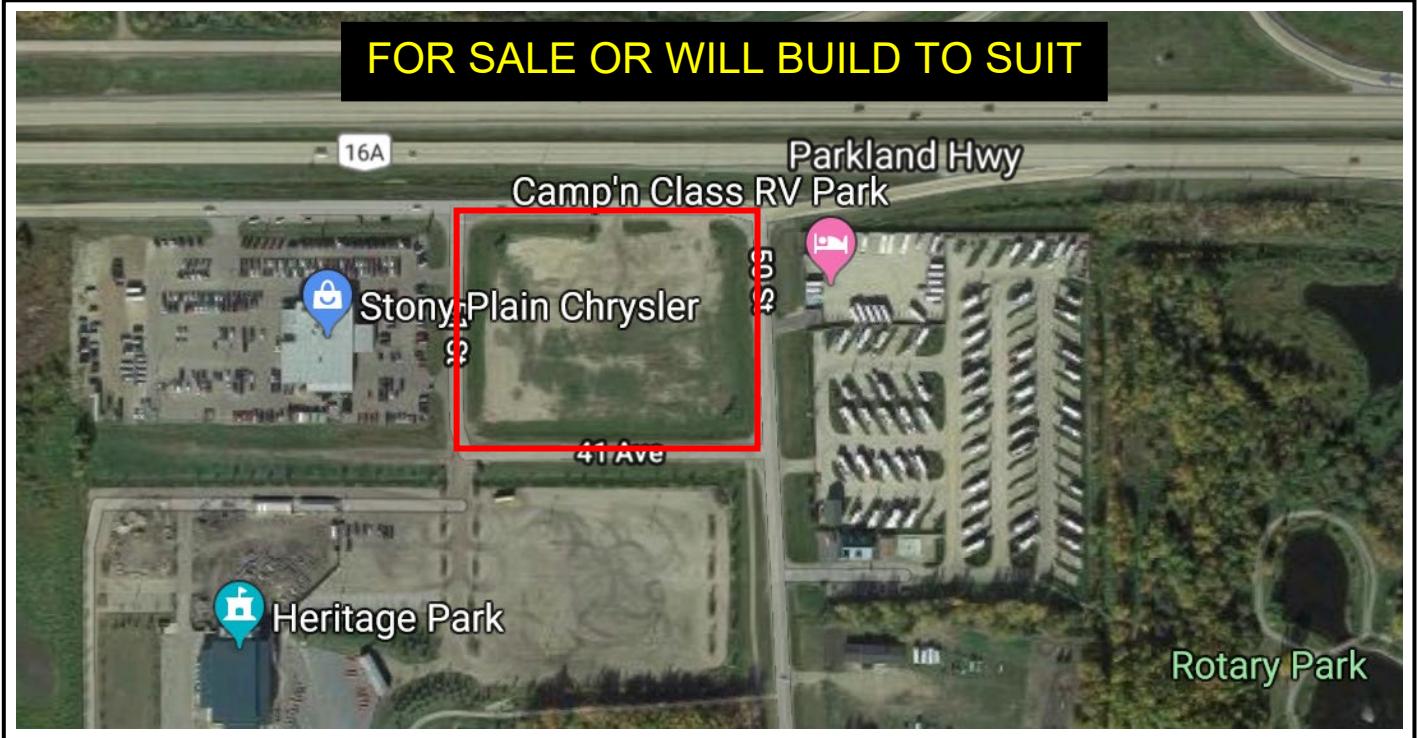 FOR SALE OR WILL BUILD TO SUIT
16A
Parkland Hwy
Camp'n Class RV Park
50 St
Stony Plain Chrysler
St
41 Ave
Heritage Park
Rotary Park